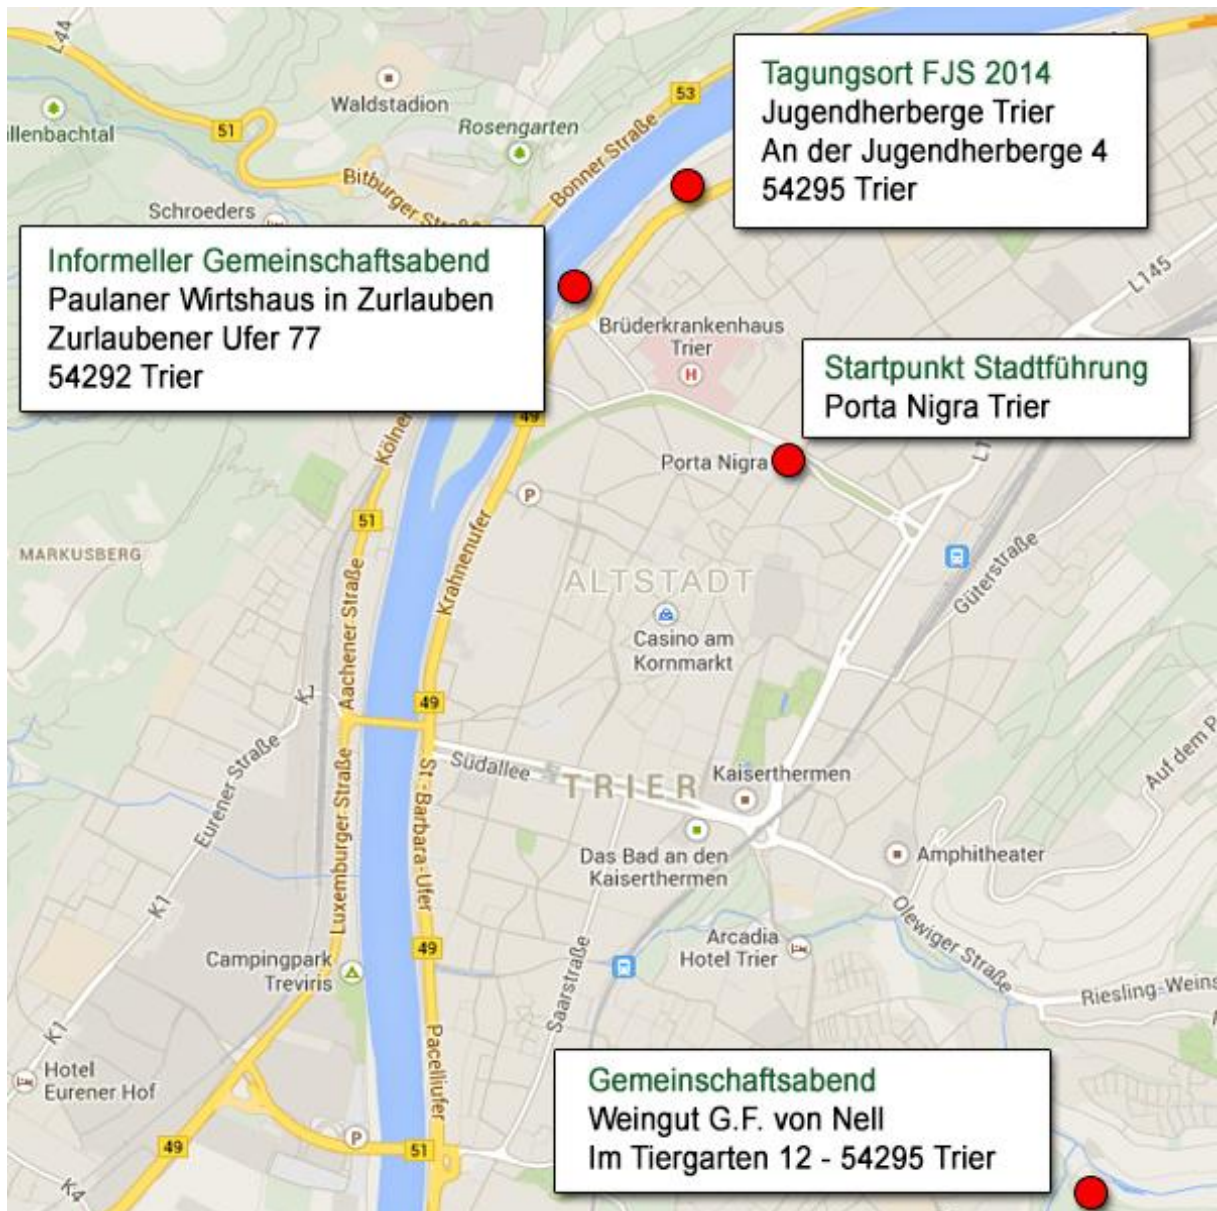 L44
53
Tagungsort FJS 2014
Jugendherberge Trier
An der Jugendherberge 4
54295 Trier
Waldstadion
llenbachtal
51
Rosengarten
Bonner Straße
Bitburger Straße
Schroeders
Informeller Gemeinschaftsabend
Paulaner Wirtshaus in Zurlauben
Zurlaubener Ufer 77
54292 Trier
L145
Brüderkrankenhaus
Trier
H
Startpunkt Stadtführung
Porta Nigra Trier
49
Kölner
L1
Porta Nigra
P
51
MARKUSBERG
Krahnenufer
Güterstraße
ALTSTADT
Aachener Straße
Casino am
Kornmarkt
K1
49
Auf dem P
Eurener Straße
Südallee
TRIER
Kaiserthermen
Luxemburger Straße
St.-Barbara-Ufer
Das Bad an den
Kaiserthermen
Amphitheater
K1
Olewiger Straße
49
Arcadia
Hotel Trier
Campingpark
Treviris
Saarstraße
Riesling-Weins
K1
Pacelliufer
Hotel
Eurener Hof
Gemeinschaftsabend
Weingut G.F. von Nell
Im Tiergarten 12 - 54295 Trier
P
49
51
K4